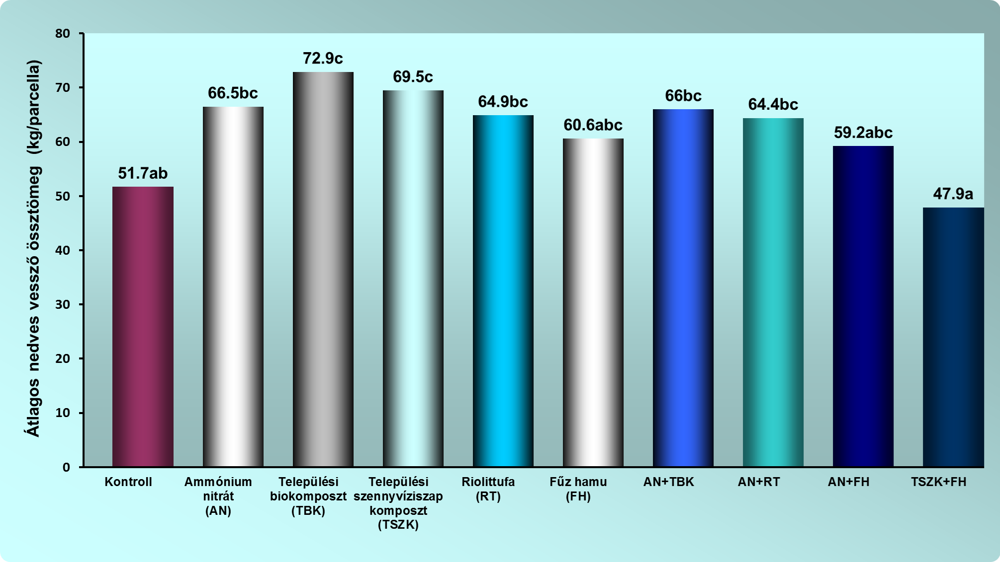 Átlagos nedves vessző össztömeg (kg/parcella)
80
70
60
50
40
30
20
10
0
51.7ab
66.5bc
72.9c
69.5c
64.9bc
60.6abc
66bc
64.4bc
59.2abc
47.9a
Kontroll
Ammónium
nitrát
(AN)
Települési
biokomposzt
(TBK)
Települési
szennyvíziszap
komposzt
(TSZK)
Riolittufa
(RT)
Fűz hamu
(FH)
AN+TBK
AN+RT
AN+FH
TSZK+FH